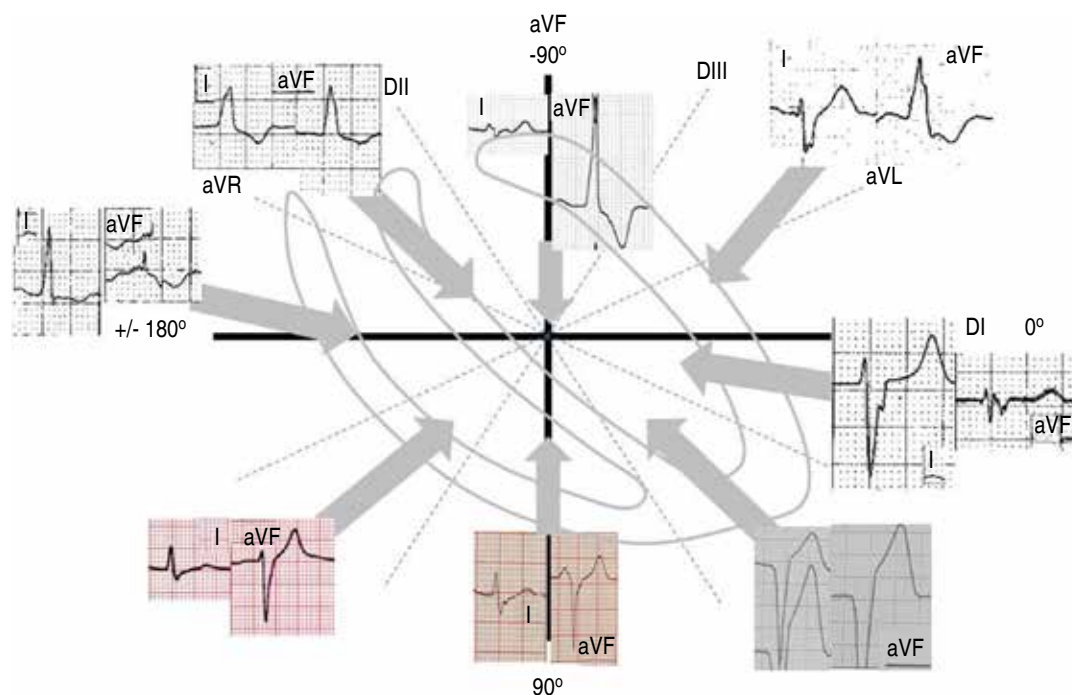 aVF
-90º
I
aVF
DII
DIII
I
aVF
I
aVF
aVR
aVL
I
aVF
+/- 180º
DI
0º
I
aVF
I
aVF
I
aVF
aVF
90º